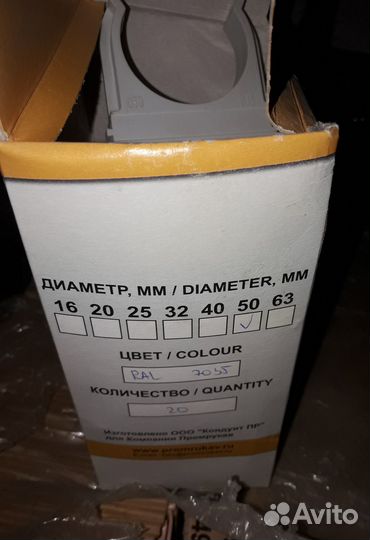 ДИАМЕТР, ММ / DIAMETER, MM
16 20 25 32 40 50 63
ЦВЕТ / COLOUR
RAL 7035
КОЛИЧЕСТВО / QUANTITY
20
Изготовлено ООО "Кондуит ПР"
для Компании Промрукав
www.promrukav.ru
Avito